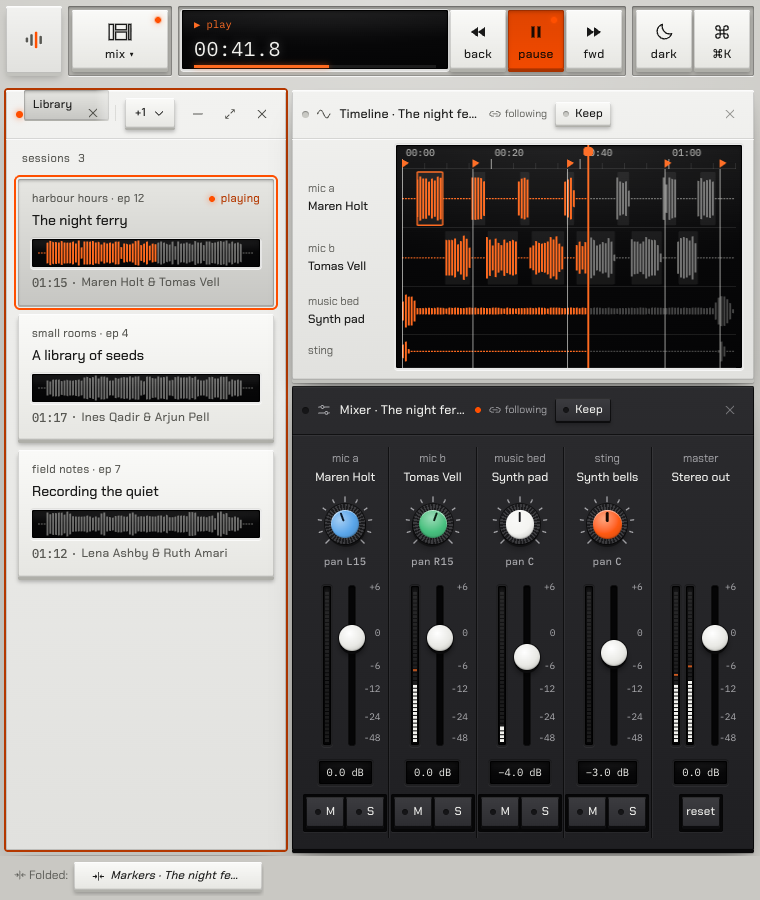 mix ▾
▶ play
00:41.8
back
pause
fwd
dark
⌘K
Library
+1
sessions 3
harbour hours · ep 12
playing
The night ferry
01:15 · Maren Holt & Tomas Vell
small rooms · ep 4
A library of seeds
01:17 · Ines Qadir & Arjun Pell
field notes · ep 7
Recording the quiet
01:12 · Lena Ashby & Ruth Amari
Timeline · The night fe…
following
Keep
00:00
00:20
0:40
01:00
mic a
Maren Holt
mic b
Tomas Vell
music bed
Synth pad
sting
Mixer · The night fer…
following
Keep
mic a
Maren Holt
pan L15
+6
0
-6
-12
-24
-48
0.0 dB
M
S
mic b
Tomas Vell
pan R15
+6
0
-6
-12
-24
-48
0.0 dB
M
S
music bed
Synth pad
pan C
+6
0
-6
-12
-24
-48
−4.0 dB
M
S
sting
Synth bells
pan C
+6
0
-6
-12
-24
-48
−3.0 dB
M
S
master
Stereo out
+6
0
-6
-12
-24
-48
0.0 dB
reset
Folded:
Markers · The night fe…